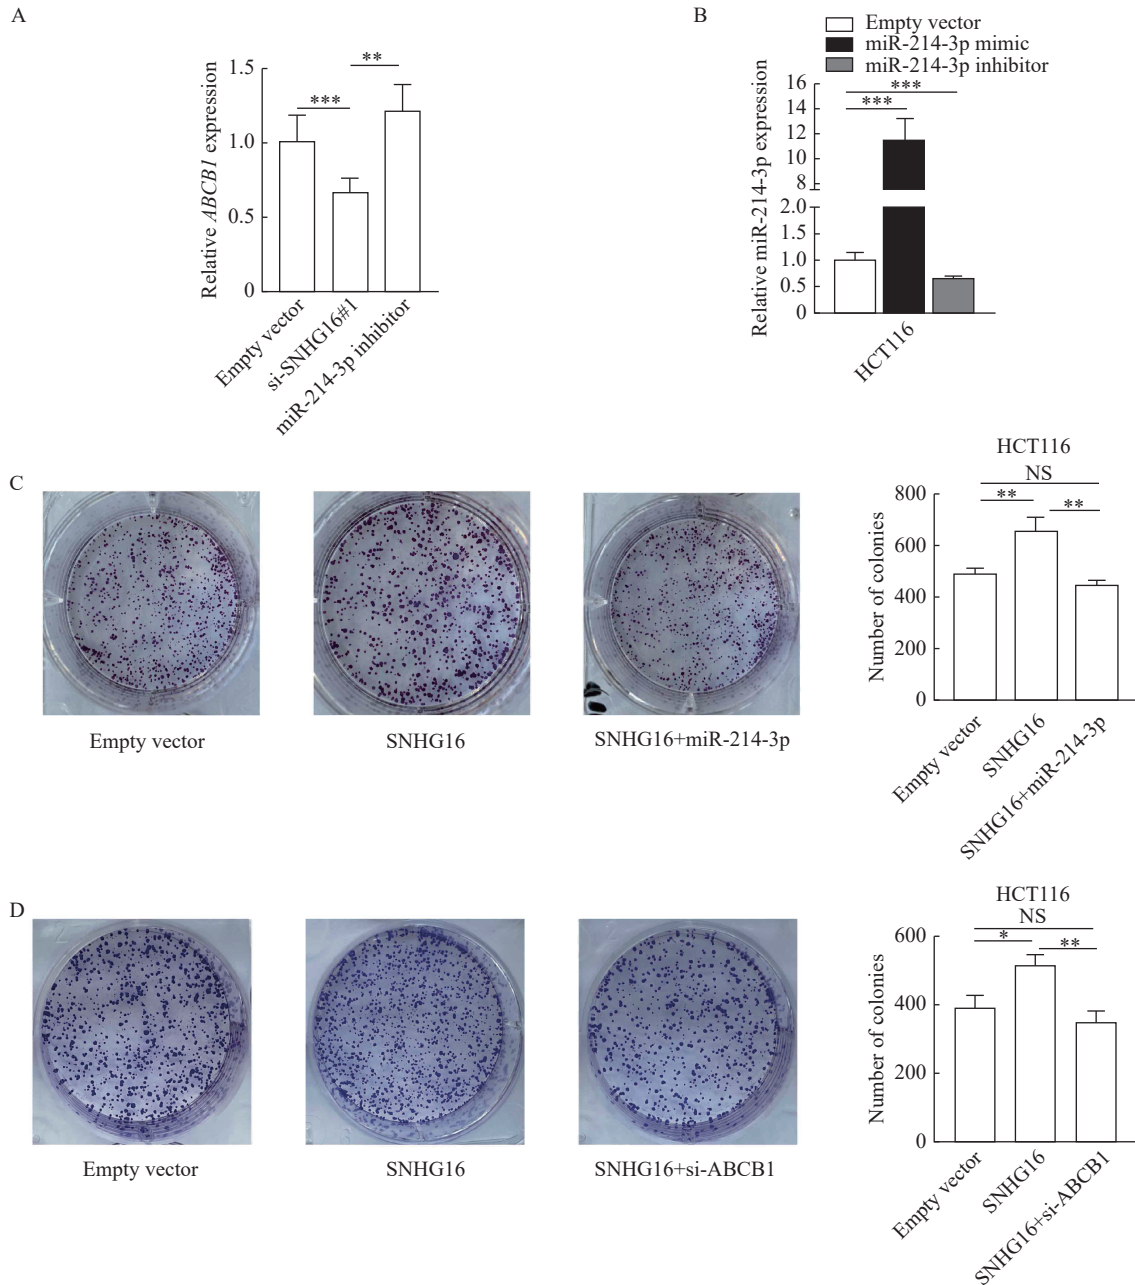 A
Relative ABCB1 expression
1.5
1.0
0.5
0
***
**
Empty vector
si-SNHG16#1
miR-214-3p inhibitor
B
Empty vector
miR-214-3p mimic
miR-214-3p inhibitor
Relative miR-214-3p expression
16
14
12
10
8
2.0
1.5
1.0
0.5
0
***
***
HCT116
C
Empty vector
SNHG16
SNHG16+miR-214-3p
HCT116
NS
**
**
Number of colonies
800
600
400
200
0
Empty vector
SNHG16
SNHG16+miR-214-3p
D
Empty vector
SNHG16
SNHG16+si-ABCB1
HCT116
NS
*
**
Number of colonies
600
400
200
0
Empty vector
SNHG16
SNHG16+si-ABCB1